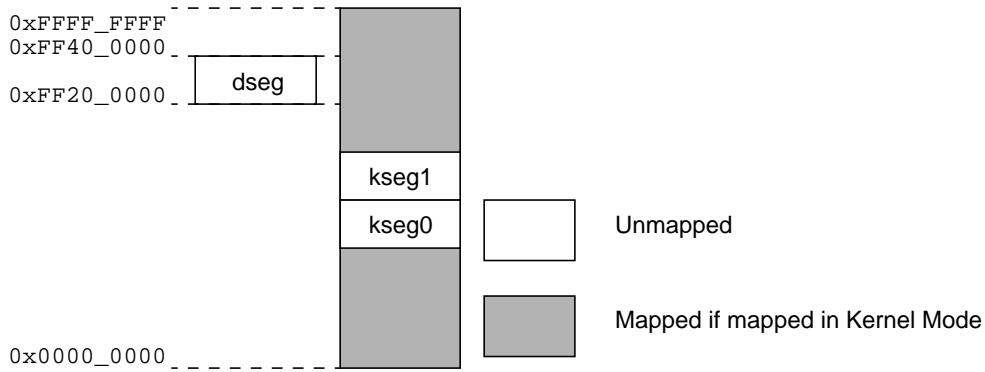 0xFFFF_FFFF
0xFF40_0000
dseg
0xFF20_0000
kseg1
kseg0
Unmapped
Mapped if mapped in Kernel Mode
0x0000_0000